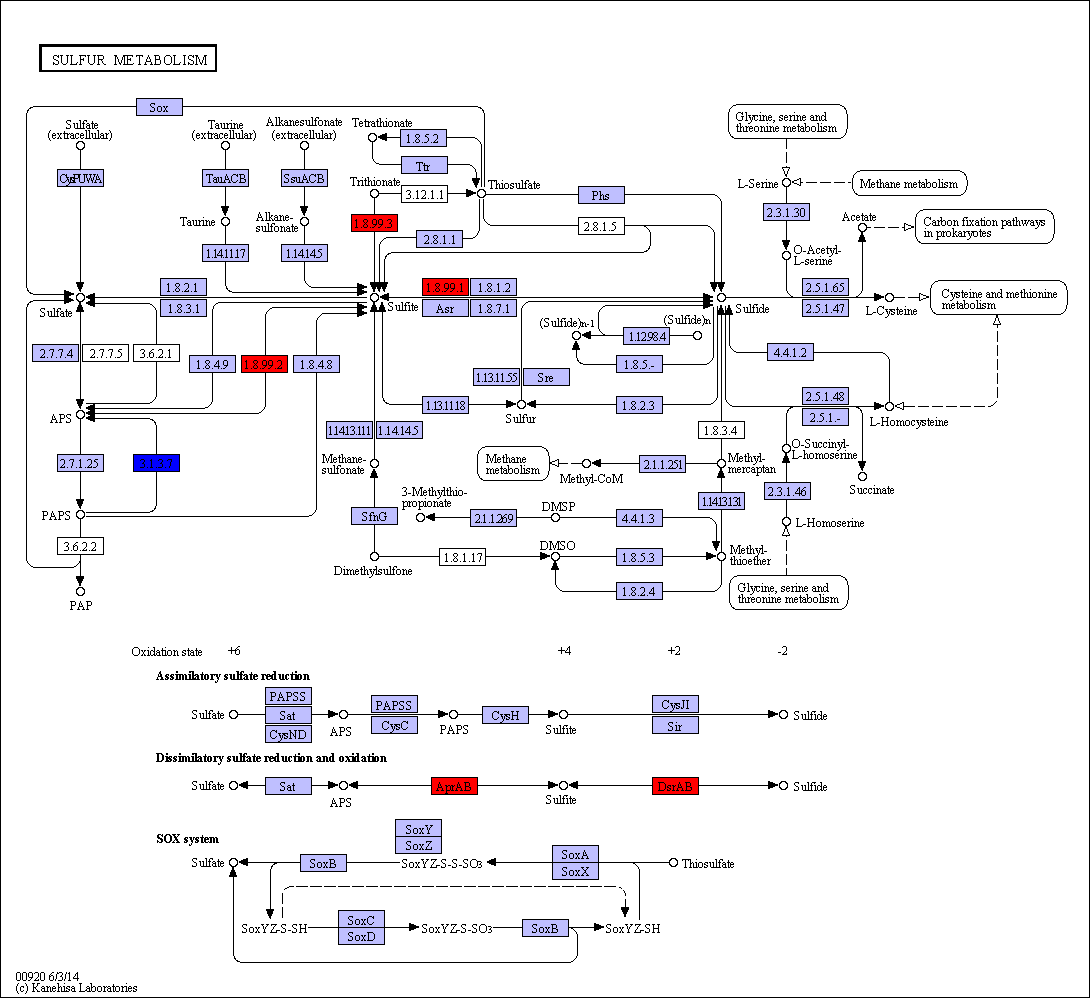 SULFUR METABOLISM
Sox
Sulfate
(extracellular)
Taurine
(extracellular)
Alkanesulfonate
(extracellular)
Tetrathionate
1.8.5.2
Ttr
Glycine, serine and
threonine metabolism
CysPUWA
TauACB
SsuACB
Trithionate
3.12.1.1
Thiosulfate
Phs
L-Serine
Methane metabolism
Taurine
Alkane-
sulfonate
1.8.99.3
2.8.1.1
2.8.1.5
2.3.1.30
Acetate
Carbon fixation pathways
in prokaryotes
1.14.11.17
1.14.14.5
O-Acetyl-
L-serine
1.8.2.1
1.8.3.1
1.8.99.1
1.8.1.2
Asr
1.8.7.1
2.5.1.65
2.5.1.47
Cysteine and methionine
metabolism
Sulfate
Sulfite
Sulfide
L-Cysteine
(Sulfide)n-1
(Sulfide)n
1.12.98.4
2.7.7.4
2.7.7.5
3.6.2.1
1.8.4.9
1.8.99.2
1.8.4.8
1.8.5.-
4.4.1.2
1.13.11.55
Sre
APS
1.13.11.18
Sulfur
1.8.2.3
2.5.1.48
2.5.1.-
L-Homocysteine
1.14.13.111
1.14.14.5
1.8.3.4
O-Succinyl-
L-homoserine
2.7.1.25
Methane-
sulfonate
Methane
metabolism
Methyl-CoM
2.1.1.251
Methyl-
mercaptan
Succinate
2.3.1.46
PAPS
SfnG
3-Methylthio-
propionate
2.1.1.269
DMSP
4.4.1.3
1.14.13.131
L-Homoserine
3.6.2.2
Dimethylsulfone
1.8.1.17
DMSO
1.8.5.3
Methyl-
thioether
1.8.2.4
Glycine, serine and
threonine metabolism
PAP
Oxidation state +6 +4 +2 -2
Assimilatory sulfate reduction
PAPSS
Sulfate
Sat
CysND
APS
PAPSS
CysC
PAPS
CysH
Sulfite
CysJI
Sir
Sulfide
Dissimilatory sulfate reduction and oxidation
Sulfate
Sat
APS
AprAB
Sulfite
DsrAB
Sulfide
SOX system
Sulfate
SoxB
SoxY
SoxZ
SoxYZ-S-S-SO3
SoxA
SoxX
Thiosulfate
SoxYZ-S-SH
SoxC
SoxD
SoxYZ-S-SO3
SoxB
SoxYZ-SH
00920 6/3/14
(c) Kanehisa Laboratories